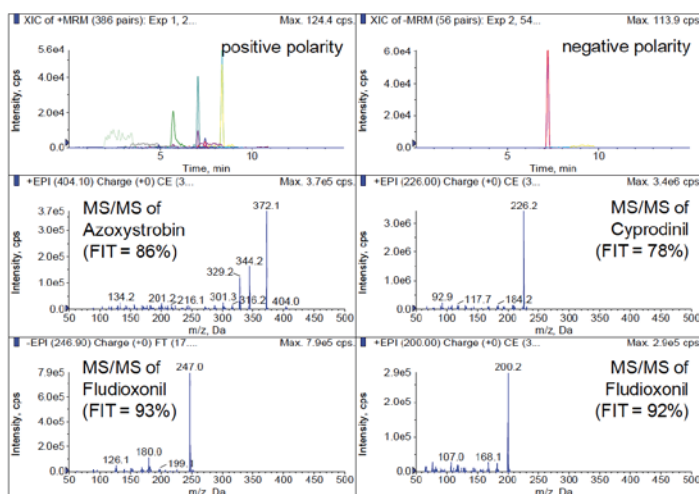 XIC of +MRM (386 pairs): Exp 1, 2... Max. 124.4 cps.
positive polarity
5.6e4
4.0e4
2.0e4
0.0
Intensity, cps
5 10
Time, min
XIC of -MRM (56 pairs): Exp 2, 54... Max. 113.9 cps.
negative polarity
6.0e4
4.0e4
2.0e4
0.0
Intensity, cps
5 10
Time, min
+EPI (404.10) Charge (+0) CE (3... Max. 3.7e5 cps.
MS/MS of
Azoxystrobin
(FIT = 86%)
3.7e5
2.0e5
1.0e5
0.0
Intensity, cps
372.1
344.2
329.2
134.2 201.2 216.1 301.3 316.2 404.0
50 100 150 200 250 300 350 400 450 500
m/z, Da
+EPI (226.00) Charge (+0) CE (3... Max. 3.4e6 cps.
MS/MS of
Cyprodinil
(FIT = 78%)
3.0e6
2.0e6
1.0e6
0.0
Intensity, cps
226.2
92.9 117.7 184.2
50 100 150 200 250 300 350 400 450 500
m/z, Da
-EPI (246.90) Charge (+0) FT (17... Max. 7.9e5 cps.
MS/MS of
Fludioxonil
(FIT = 93%)
7.9e5
6.0e5
4.0e5
2.0e5
0.0
Intensity, cps
247.0
126.1 180.0 199.1
50 100 150 200 250 300 350 400 450 500
m/z, Da
+EPI (200.00) Charge (+0) CE (3... Max. 2.9e5 cps.
MS/MS of
Fludioxonil
(FIT = 92%)
2.9e5
2.0e5
1.0e5
0.0
Intensity, cps
200.2
107.0 168.1
50 100 150 200 250 300 350 400 450 500
m/z, Da